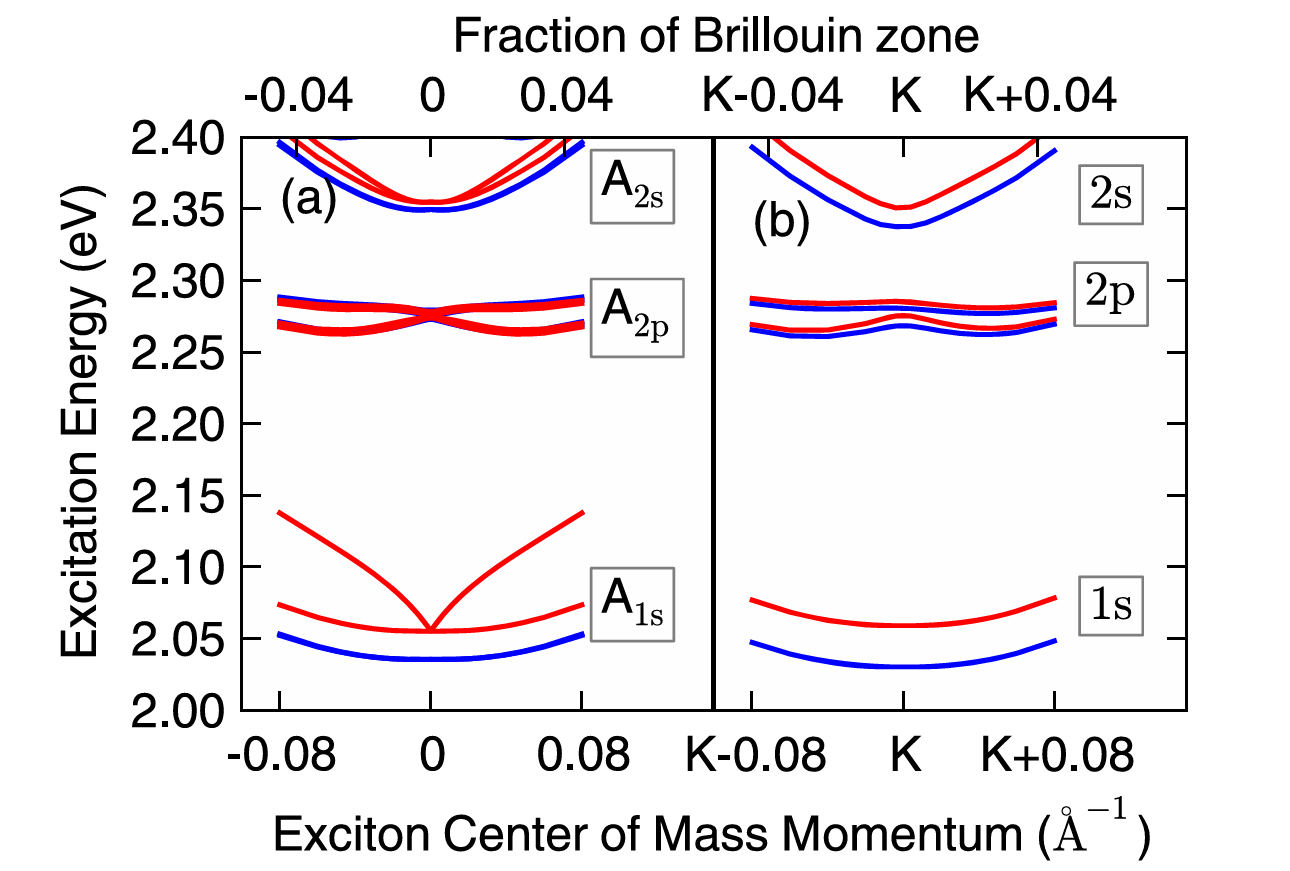 Fraction of Brillouin zone
-0.04 0 0.04 K-0.04 K K+0.04
2.40
2.35
2.30
2.25
2.20
2.15
2.10
2.05
2.00
Excitation Energy (eV)
(a)
A2s
A2p
A1s
(b)
2s
2p
1s
-0.08 0 0.08 K-0.08 K K+0.08
Exciton Center of Mass Momentum (Å⁻¹)